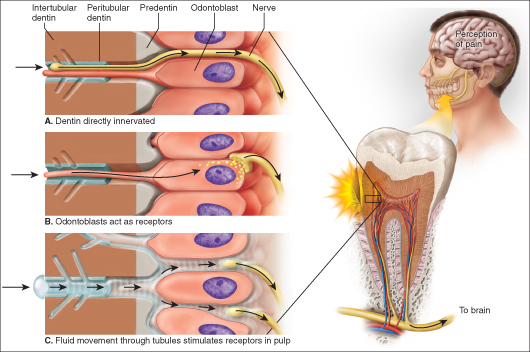 Intertubular
dentin
Peritubular
dentin
Predentin
Odontoblast
Nerve
Perception
of pain
A. Dentin directly innervated
B. Odontoblasts act as receptors
C. Fluid movement through tubules stimulates receptors in pulp
To brain